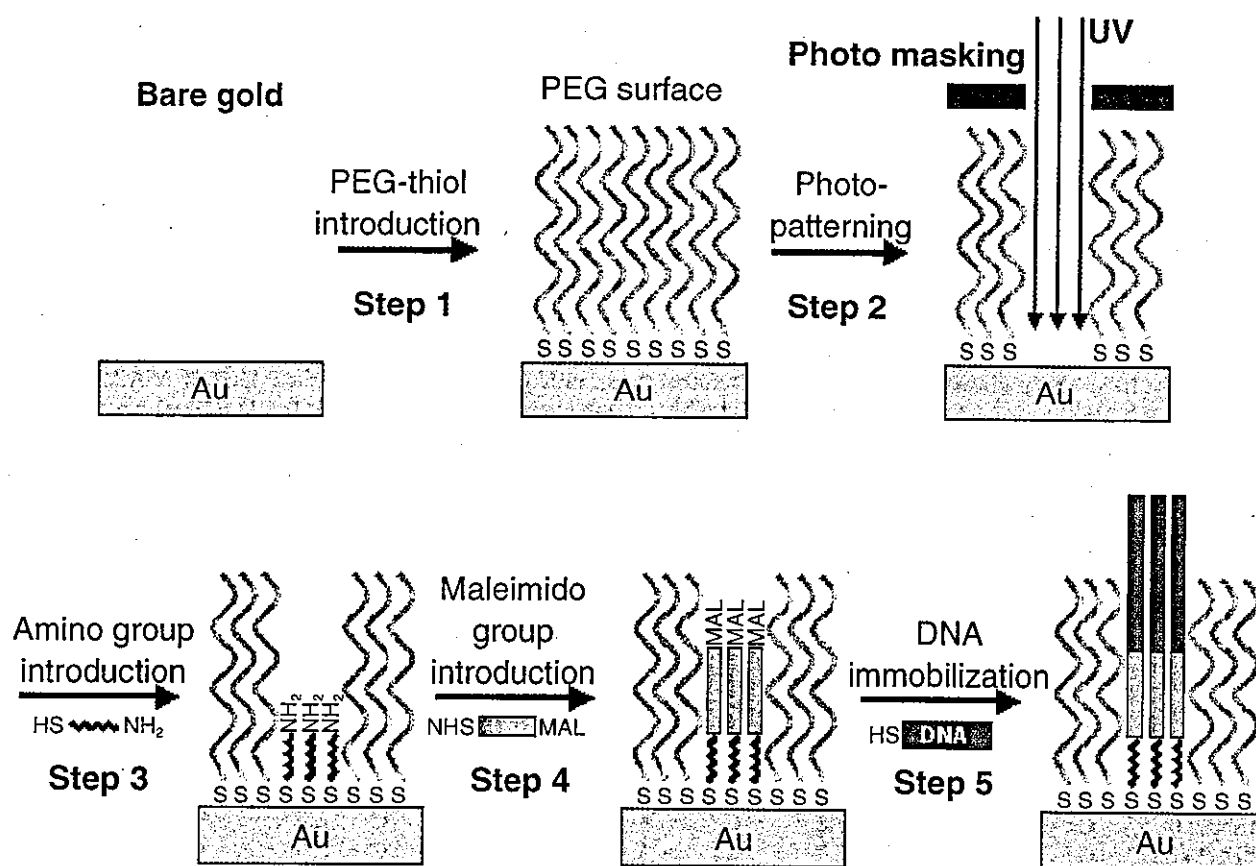 Bare gold
Au
PEG-thiol
introduction
Step 1
PEG surface
S S S S S S S S S
Au
Photo-
patterning
Step 2
Photo masking
UV
S S S S S S
Au
Amino group
introduction
HS NH₂
Step 3
NH₂ NH₂ NH₂
S S S S S S S S S
Au
Maleimido
group
introduction
NHS MAL
Step 4
MAL MAL MAL
S S S S S S S S S
Au
DNA
immobilization
HS DNA
Step 5
S S S S S S S S S
Au